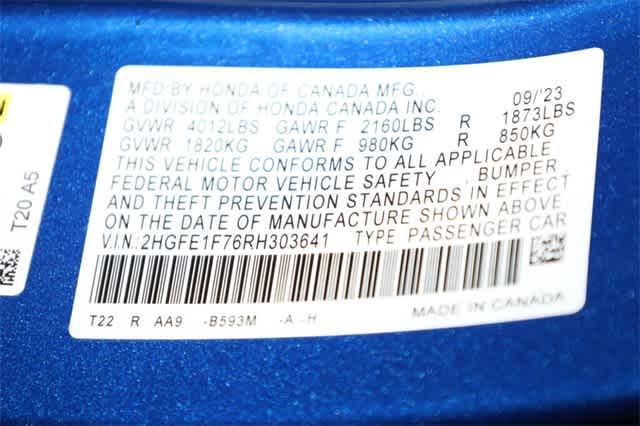 MFD BY HONDA OF CANADA MFG.,
A DIVISION OF HONDA CANADA INC. 09/'23
GVWR 4012LBS GAWR F 2160LBS R 1873LBS
GVWR 1820KG GAWR F 980KG R 850KG
THIS VEHICLE CONFORMS TO ALL APPLICABLE
FEDERAL MOTOR VEHICLE SAFETY, BUMPER,
AND THEFT PREVENTION STANDARDS IN EFFECT
ON THE DATE OF MANUFACTURE SHOWN ABOVE.
V.I.N.:2HGFE1F76RH303641 TYPE PASSENGER CAR
T22 R AA9 -B593M -A -H MADE IN CANADA
T20 A5